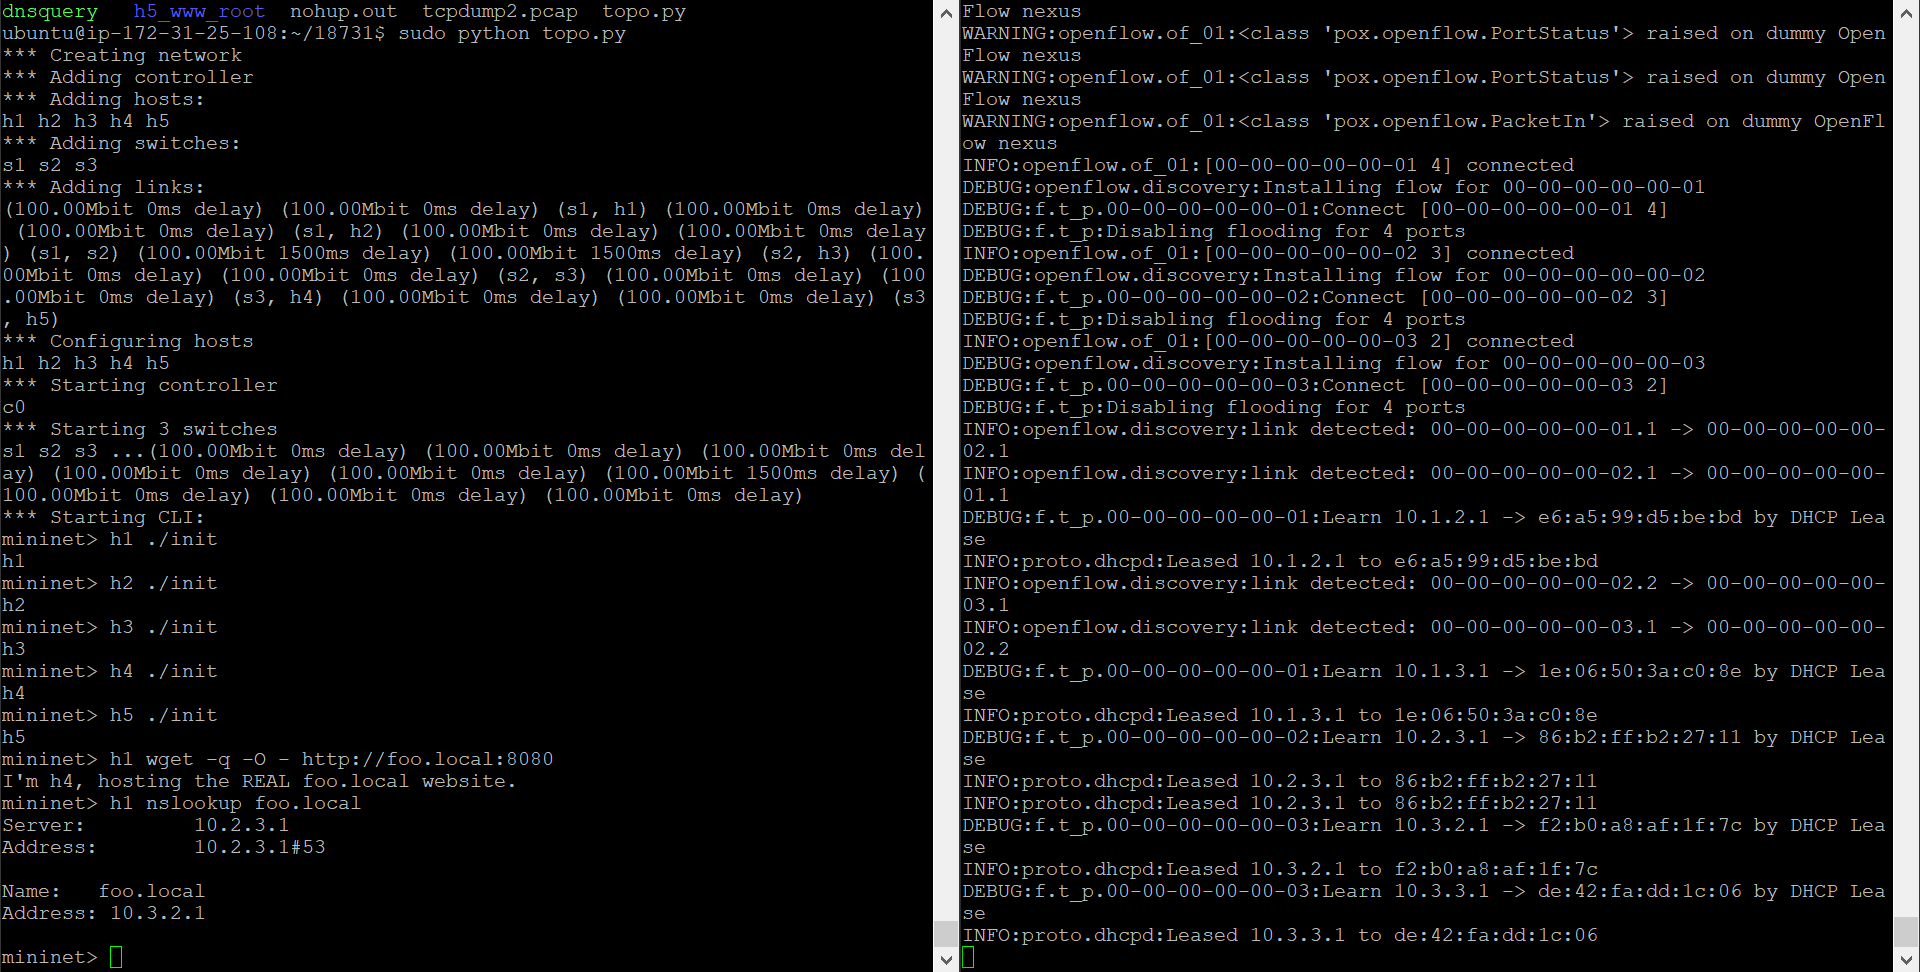 dnsquery   h5_www_root  nohup.out  tcpdump2.pcap  topo.py
ubuntu@ip-172-31-25-108:~/18731$ sudo python topo.py
*** Creating network
*** Adding controller
*** Adding hosts:
h1 h2 h3 h4 h5
*** Adding switches:
s1 s2 s3
*** Adding links:
(100.00Mbit 0ms delay) (100.00Mbit 0ms delay) (s1, h1) (100.00Mbit 0ms delay)
 (100.00Mbit 0ms delay) (s1, h2) (100.00Mbit 0ms delay) (100.00Mbit 0ms delay
) (s1, s2) (100.00Mbit 1500ms delay) (100.00Mbit 1500ms delay) (s2, h3) (100.
00Mbit 0ms delay) (100.00Mbit 0ms delay) (s2, s3) (100.00Mbit 0ms delay) (100
.00Mbit 0ms delay) (s3, h4) (100.00Mbit 0ms delay) (100.00Mbit 0ms delay) (s3
, h5)
*** Configuring hosts
h1 h2 h3 h4 h5
*** Starting controller
c0
*** Starting 3 switches
s1 s2 s3 ...(100.00Mbit 0ms delay) (100.00Mbit 0ms delay) (100.00Mbit 0ms del
ay) (100.00Mbit 0ms delay) (100.00Mbit 0ms delay) (100.00Mbit 1500ms delay) (
100.00Mbit 0ms delay) (100.00Mbit 0ms delay) (100.00Mbit 0ms delay)
*** Starting CLI:
mininet> h1 ./init
h1
mininet> h2 ./init
h2
mininet> h3 ./init
h3
mininet> h4 ./init
h4
mininet> h5 ./init
h5
mininet> h1 wget -q -O - http://foo.local:8080
I'm h4, hosting the REAL foo.local website.
mininet> h1 nslookup foo.local
Server:         10.2.3.1
Address:        10.2.3.1#53
Name:   foo.local
Address: 10.3.2.1
mininet>
Flow nexus
WARNING:openflow.of_01:<class 'pox.openflow.PortStatus'> raised on dummy Open
Flow nexus
WARNING:openflow.of_01:<class 'pox.openflow.PortStatus'> raised on dummy Open
Flow nexus
WARNING:openflow.of_01:<class 'pox.openflow.PacketIn'> raised on dummy OpenFl
ow nexus
INFO:openflow.of_01:[00-00-00-00-00-01 4] connected
DEBUG:openflow.discovery:Installing flow for 00-00-00-00-00-01
DEBUG:f.t_p.00-00-00-00-00-01:Connect [00-00-00-00-00-01 4]
DEBUG:f.t_p:Disabling flooding for 4 ports
INFO:openflow.of_01:[00-00-00-00-00-02 3] connected
DEBUG:openflow.discovery:Installing flow for 00-00-00-00-00-02
DEBUG:f.t_p.00-00-00-00-00-02:Connect [00-00-00-00-00-02 3]
DEBUG:f.t_p:Disabling flooding for 4 ports
INFO:openflow.of_01:[00-00-00-00-00-03 2] connected
DEBUG:openflow.discovery:Installing flow for 00-00-00-00-00-03
DEBUG:f.t_p.00-00-00-00-00-03:Connect [00-00-00-00-00-03 2]
DEBUG:f.t_p:Disabling flooding for 4 ports
INFO:openflow.discovery:link detected: 00-00-00-00-00-01.1 -> 00-00-00-00-00-
02.1
INFO:openflow.discovery:link detected: 00-00-00-00-00-02.1 -> 00-00-00-00-00-
01.1
DEBUG:f.t_p.00-00-00-00-00-01:Learn 10.1.2.1 -> e6:a5:99:d5:be:bd by DHCP Lea
se
INFO:proto.dhcpd:Leased 10.1.2.1 to e6:a5:99:d5:be:bd
INFO:openflow.discovery:link detected: 00-00-00-00-00-02.2 -> 00-00-00-00-00-
03.1
INFO:openflow.discovery:link detected: 00-00-00-00-00-03.1 -> 00-00-00-00-00-
02.2
DEBUG:f.t_p.00-00-00-00-00-01:Learn 10.1.3.1 -> 1e:06:50:3a:c0:8e by DHCP Lea
se
INFO:proto.dhcpd:Leased 10.1.3.1 to 1e:06:50:3a:c0:8e
DEBUG:f.t_p.00-00-00-00-00-02:Learn 10.2.3.1 -> 86:b2:ff:b2:27:11 by DHCP Lea
se
INFO:proto.dhcpd:Leased 10.2.3.1 to 86:b2:ff:b2:27:11
INFO:proto.dhcpd:Leased 10.2.3.1 to 86:b2:ff:b2:27:11
DEBUG:f.t_p.00-00-00-00-00-03:Learn 10.3.2.1 -> f2:b0:a8:af:1f:7c by DHCP Lea
se
INFO:proto.dhcpd:Leased 10.3.2.1 to f2:b0:a8:af:1f:7c
DEBUG:f.t_p.00-00-00-00-00-03:Learn 10.3.3.1 -> de:42:fa:dd:1c:06 by DHCP Lea
se
INFO:proto.dhcpd:Leased 10.3.3.1 to de:42:fa:dd:1c:06